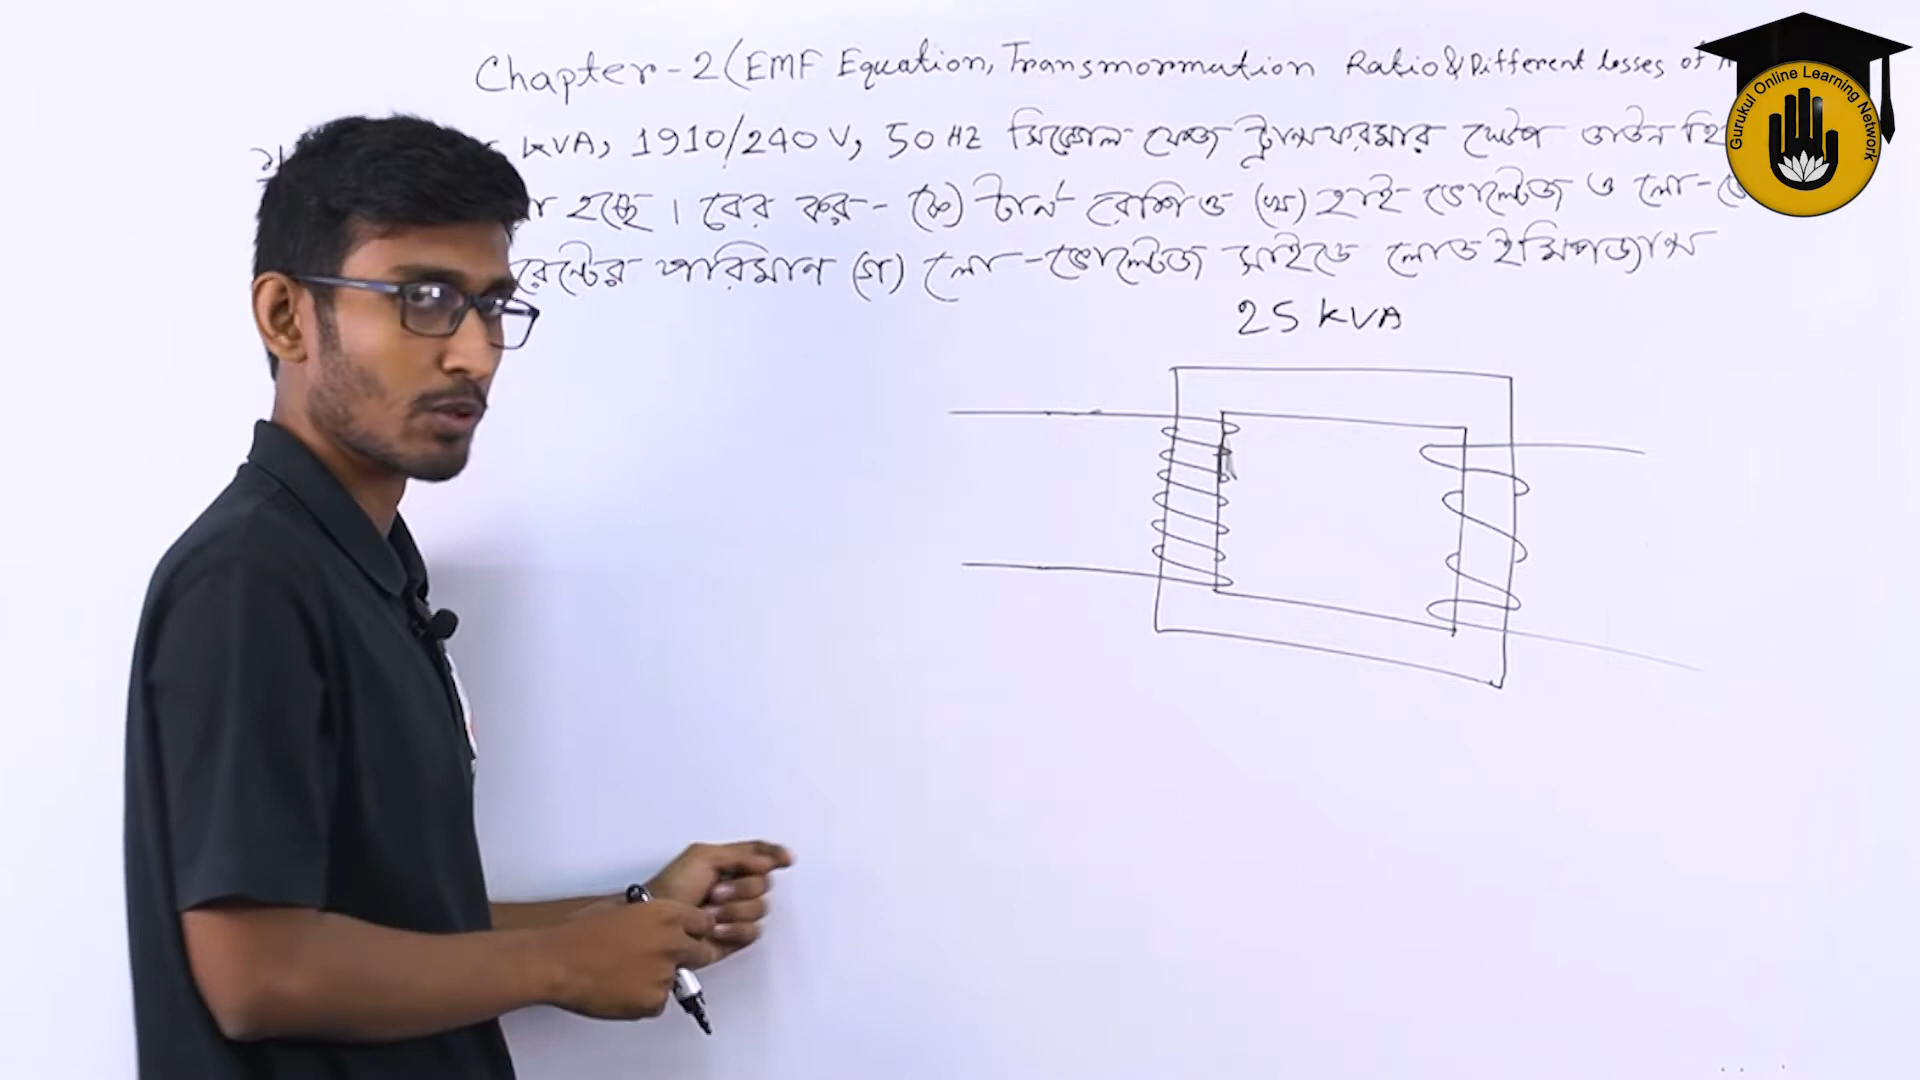 Chapter-2 (EMF Equation, Transmormation Ratio & Different losses of
১। KVA, 1910/240 V, 50 HZ সিঙ্গেল ফেজ ট্রান্সফরমার স্টেপ ডাউন হি
হচ্ছে। বের কর- (ক) টার্ন রেশিও (খ) হাই ভোল্টেজ ও লো-ভো
রেন্টের পরিমান (গ) লো-ভোল্টেজ সাইডে লোড ইম্পিড্যান্স
25 KVA
Gurukul Online Learning Network